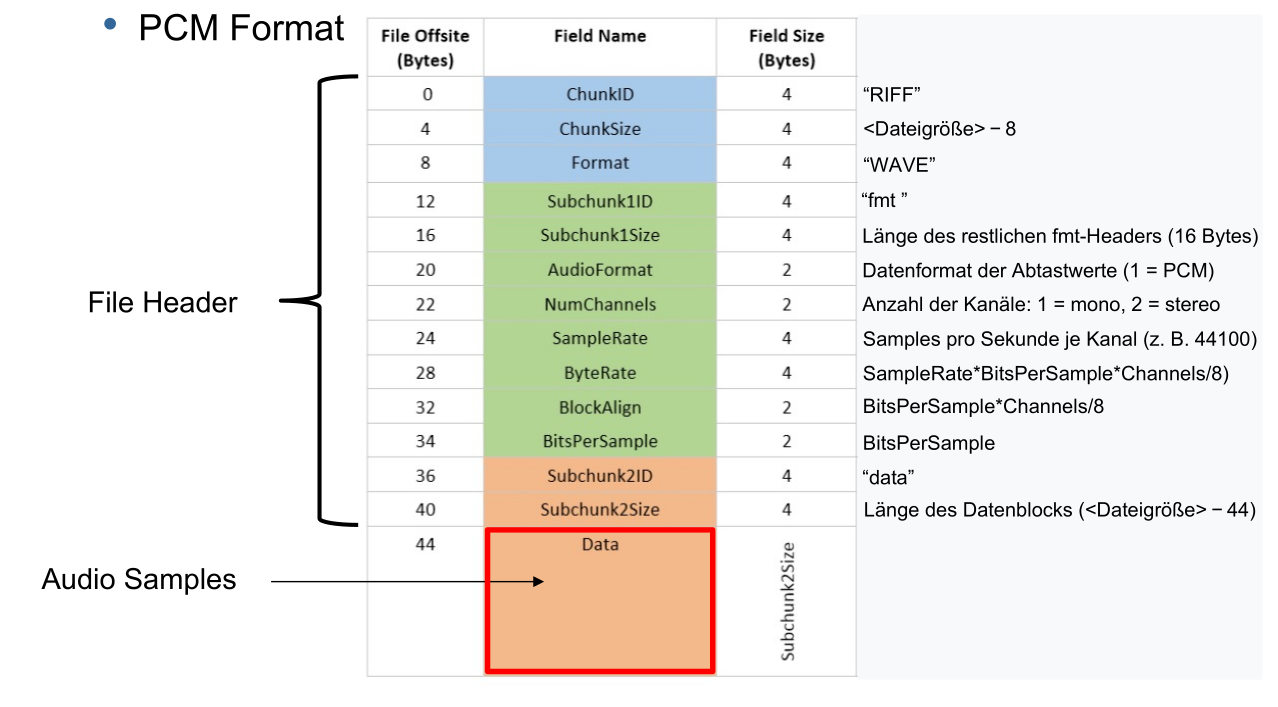 • PCM Format
File Offsite (Bytes) Field Name Field Size (Bytes)
0 ChunkID 4 “RIFF”
4 ChunkSize 4 <Dateigröße> – 8
8 Format 4 “WAVE”
12 Subchunk1ID 4 “fmt ”
16 Subchunk1Size 4 Länge des restlichen fmt-Headers (16 Bytes)
20 AudioFormat 2 Datenformat der Abtastwerte (1 = PCM)
File Header
22 NumChannels 2 Anzahl der Kanäle: 1 = mono, 2 = stereo
24 SampleRate 4 Samples pro Sekunde je Kanal (z. B. 44100)
28 ByteRate 4 SampleRate*BitsPerSample*Channels/8)
32 BlockAlign 2 BitsPerSample*Channels/8
34 BitsPerSample 2 BitsPerSample
36 Subchunk2ID 4 “data”
40 Subchunk2Size 4 Länge des Datenblocks (<Dateigröße> – 44)
44 Data Subchunk2Size
Audio Samples